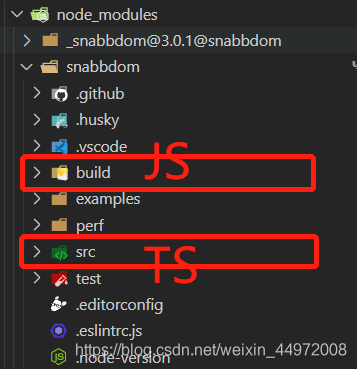 node_modules
_snabbdom@3.0.1@snabbdom
snabbdom
.github
.husky
.vscode
JS
build
examples
perf
src
TS
test
.editorconfig
.eslintrc.js
https://blog.csdn.net/weixin_44972008
.node-version